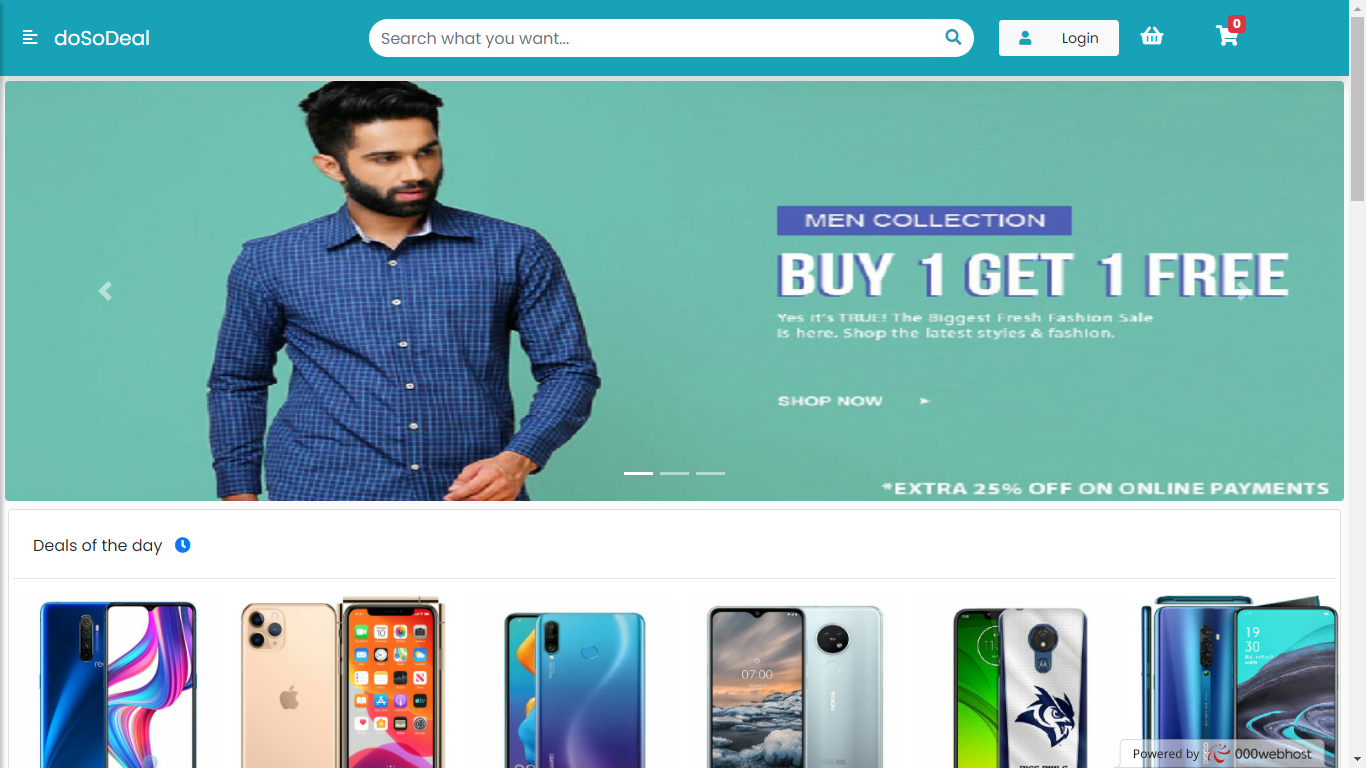 doSoDeal
Search what you want...
Login
0
MEN COLLECTION
BUY 1 GET 1 FREE
Yes it's TRUE! The Biggest Fresh Fashion Sale
is here. Shop the latest styles & fashion.
SHOP NOW
*EXTRA 25% OFF ON ONLINE PAYMENTS
Deals of the day
07:00
NOKIA
19
30
Powered by 000webhost